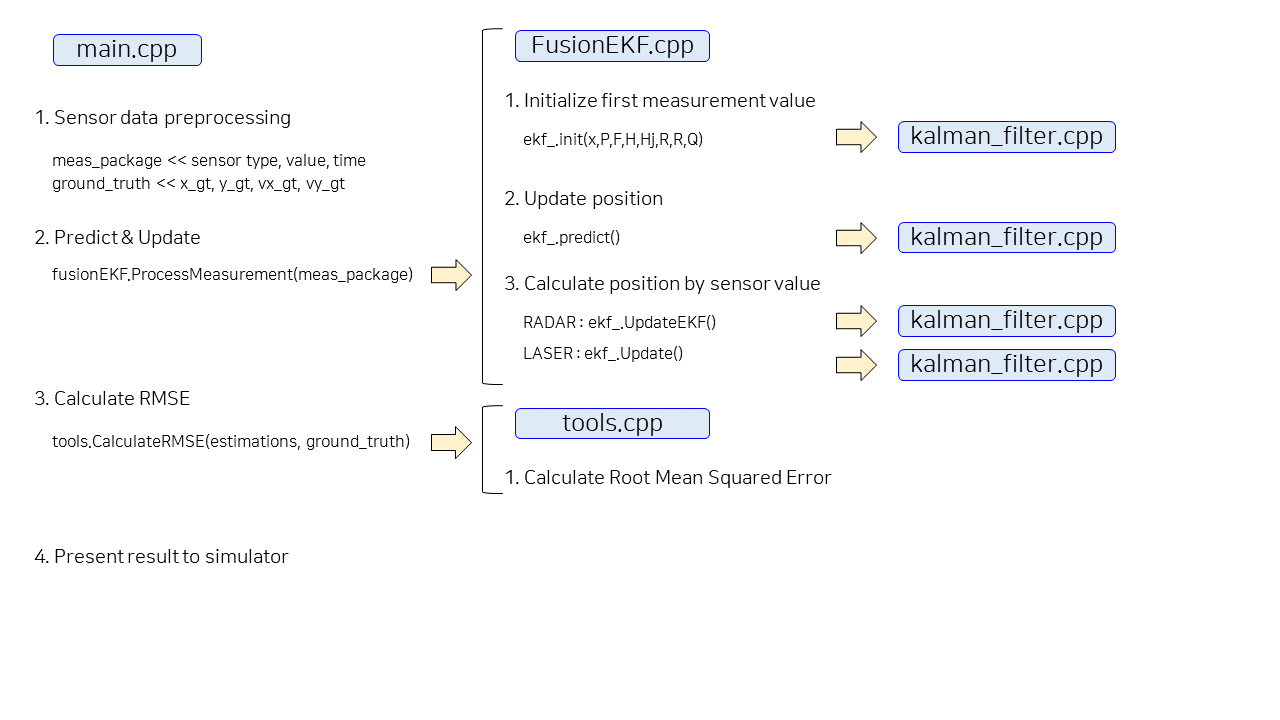 main.cpp
1. Sensor data preprocessing
meas_package << sensor type, value, time
ground_truth << x_gt, y_gt, vx_gt, vy_gt
2. Predict & Update
fusionEKF.ProcessMeasurement(meas_package)
3. Calculate RMSE
tools.CalculateRMSE(estimations, ground_truth)
4. Present result to simulator
FusionEKF.cpp
1. Initialize first measurement value
ekf_.init(x,P,F,H,Hj,R,R,Q)
kalman_filter.cpp
2. Update position
ekf_.predict()
kalman_filter.cpp
3. Calculate position by sensor value
RADAR : ekf_.UpdateEKF()
kalman_filter.cpp
LASER : ekf_.Update()
kalman_filter.cpp
tools.cpp
1. Calculate Root Mean Squared Error